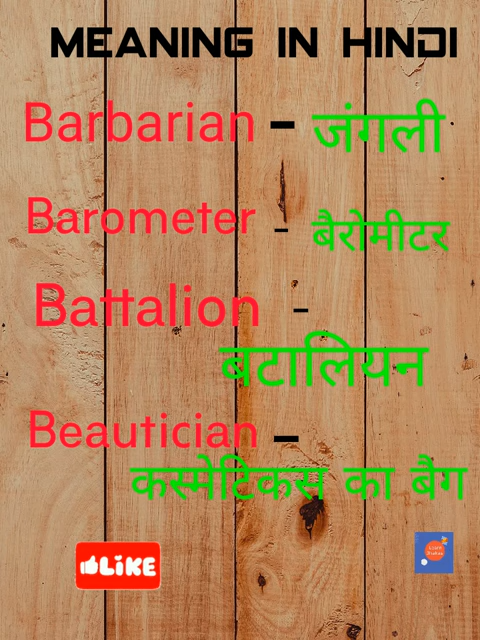 MEANING IN HINDI
Barbarian - जंगली
Barometer - बैरोमीटर
Battalion -
बटालियन
Beautician -
कस्मेटिकस का बैग
LIKE